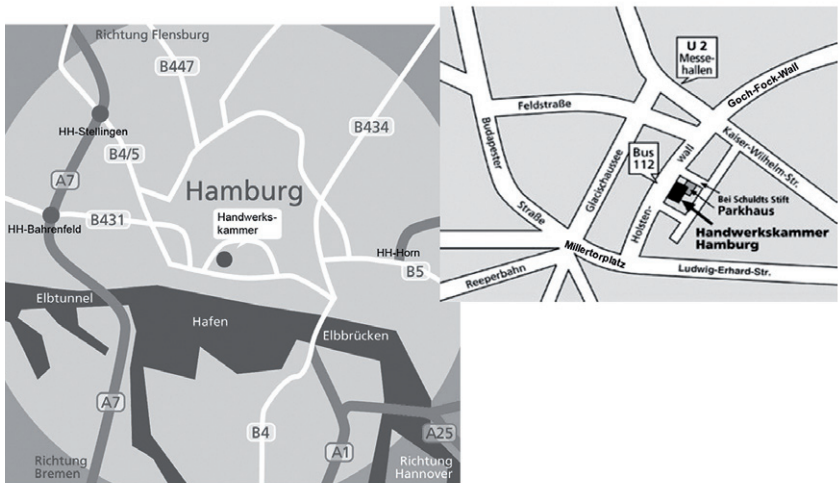 Richtung Flensburg
B447
B434
HH-Stellingen
B4/5
A7
Hamburg
Handwerks-
kammer
B431
HH-Bahrenfeld
HH-Horn
B5
Elbtunnel
Hafen
Elbbrücken
A7
B4
A1
A25
Richtung
Bremen
Richtung
Hannover
U 2
Messe-
hallen
Goch-Fock-Wall
Feldstraße
Budapester
Straße
Glacischaussee
Bus
112
Holsten-
wall
Kaiser-Wilhelm-Str.
Bei Schuldts Stift
Parkhaus
Handwerkskammer
Hamburg
Millertorplatz
Reeperbahn
Ludwig-Erhard-Str.